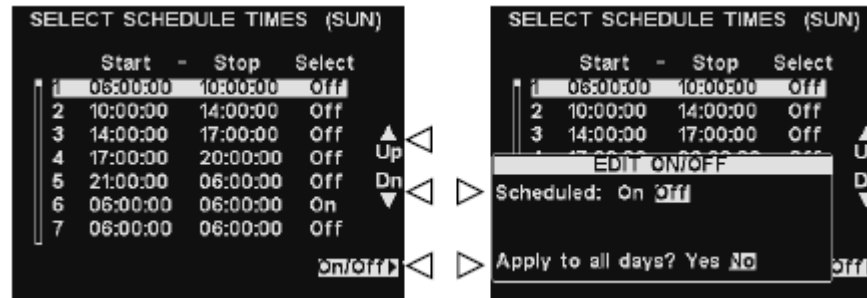 SELECT SCHEDULE TIMES (SUN)
Start - Stop Select
1 06:00:00 10:00:00 Off
2 10:00:00 14:00:00 Off
3 14:00:00 17:00:00 Off
4 17:00:00 20:00:00 Off
5 21:00:00 06:00:00 Off
6 06:00:00 06:00:00 On
7 06:00:00 06:00:00 Off
Up
Dn
On/Off
SELECT SCHEDULE TIMES (SUN)
Start - Stop Select
1 06:00:00 10:00:00 Off
2 10:00:00 14:00:00 Off
3 14:00:00 17:00:00 Off
EDIT ON/OFF
Scheduled: On Off
Apply to all days? Yes No